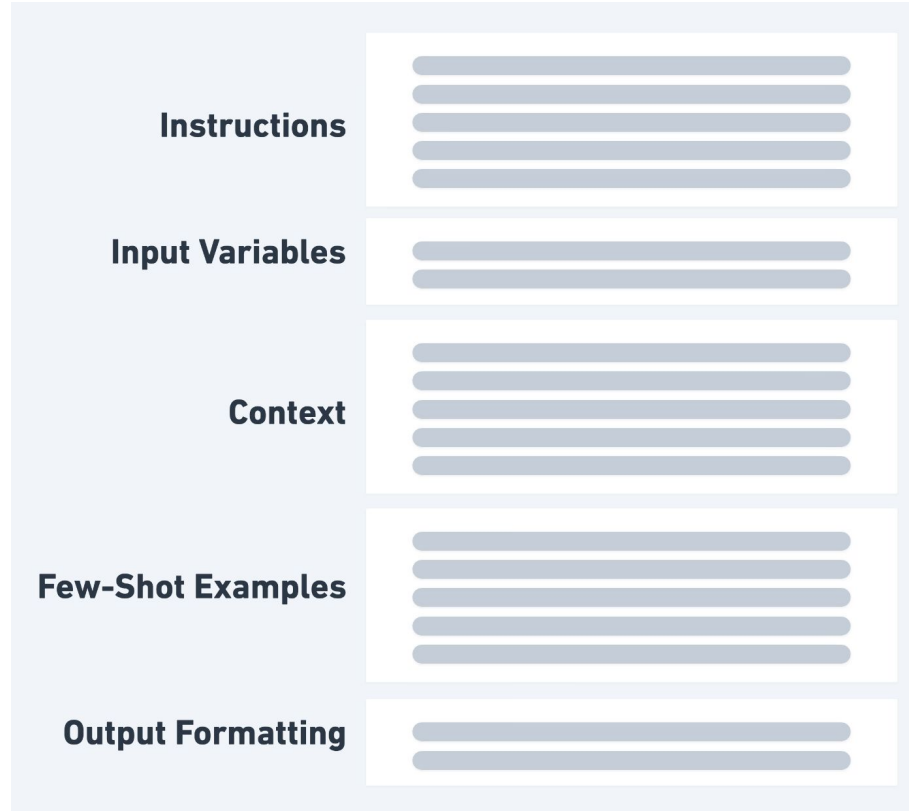 Instructions
Input Variables
Context
Few-Shot Examples
Output Formatting